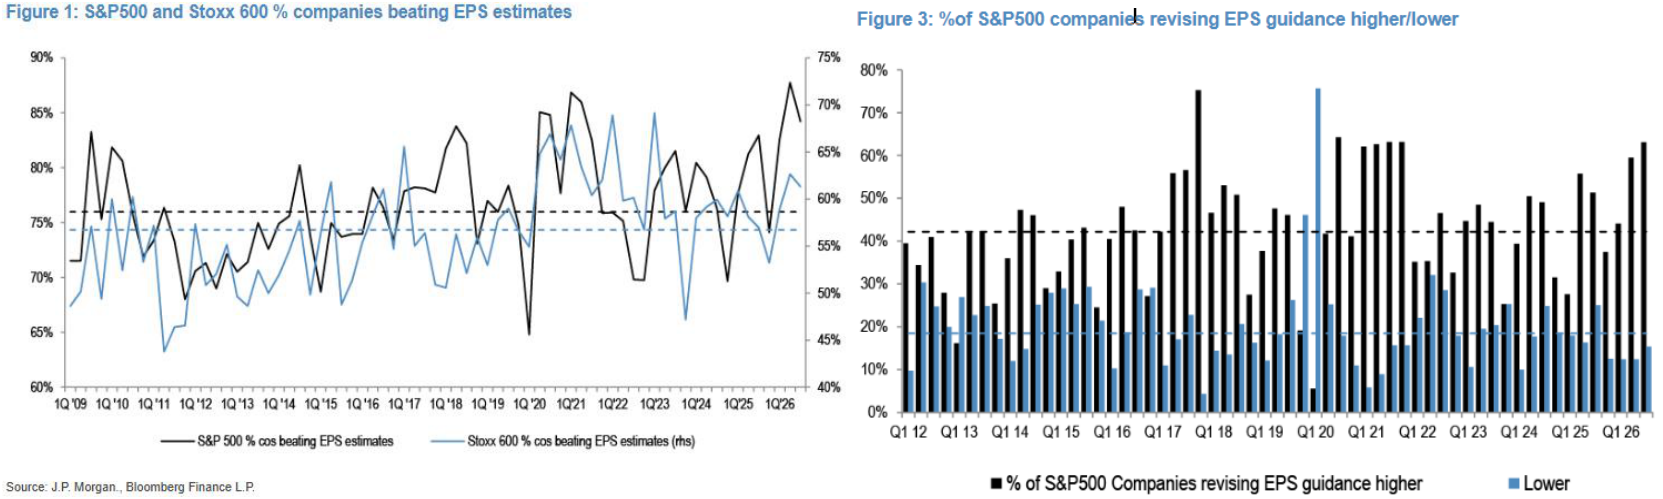 Figure 1: S&P500 and Stoxx 600 % companies beating EPS estimates
90%
85%
80%
75%
70%
65%
60%
75%
70%
65%
60%
55%
50%
45%
40%
1Q '09 1Q '10 1Q '11 1Q '12 1Q '13 1Q '14 1Q '15 1Q '16 1Q '17 1Q '18 1Q '19 1Q '20 1Q'21 1Q'22 1Q'23 1Q'24 1Q'25 1Q'26
S&P 500 % cos beating EPS estimates
Stoxx 600 % cos beating EPS estimates (rhs)
Source: J.P. Morgan., Bloomberg Finance L.P.
Figure 3: %of S&P500 companies revising EPS guidance higher/lower
80%
70%
60%
50%
40%
30%
20%
10%
0%
Q1 12 Q1 13 Q1 14 Q1 15 Q1 16 Q1 17 Q1 18 Q1 19 Q1 20 Q1 22 Q1 23 Q1 24 Q1 25 Q1 26
% of S&P500 Companies revising EPS guidance higher
Lower